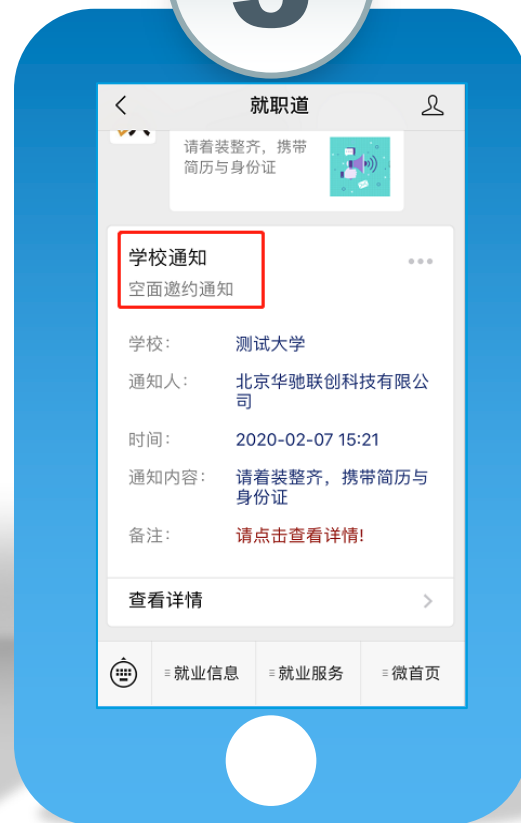 就职道
请着装整齐，携带
简历与身份证
学校通知
空面邀约通知
学校： 测试大学
通知人： 北京华驰联创科技有限公
司
时间： 2020-02-07 15:21
通知内容： 请着装整齐，携带简历与
身份证
备注： 请点击查看详情!
查看详情
就业信息 就业服务 微首页